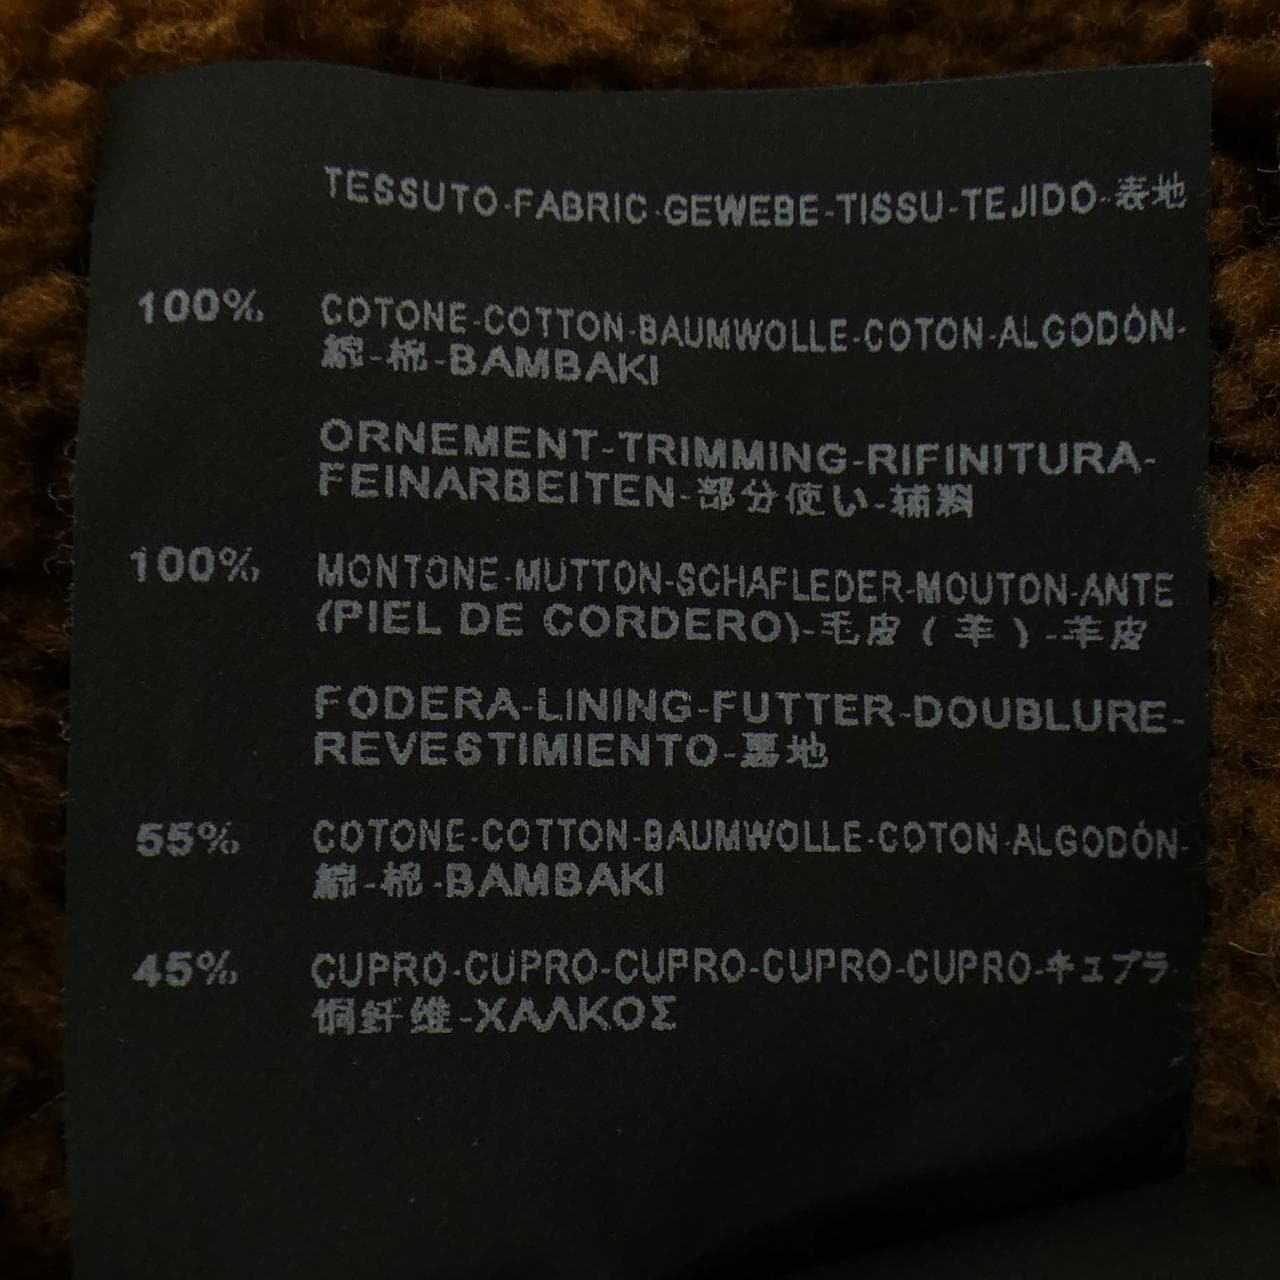 TESSUTO-FABRIC-GEWEBE-TISSU-TEJIDO-表地
100% COTONE-COTTON-BAUMWOLLE-COTON-ALGODÓN-
綿-棉-BAMBAKI
ORNEMENT-TRIMMING-RIFINITURA-
FEINARBEITEN-部分使い-辅料
100% MONTONE-MUTTON-SCHAFLEDER-MOUTON-ANTE
(PIEL DE CORDERO)-毛皮(羊)-羊皮
FODERA-LINING-FUTTER-DOUBLURE-
REVESTIMIENTO-裏地
55% COTONE-COTTON-BAUMWOLLE-COTON-ALGODÓN-
綿-棉-BAMBAKI
45% CUPRO-CUPRO-CUPRO-CUPRO-CUPRO-キュプラ-
铜纤维-ΧΑΛΚΟΣ